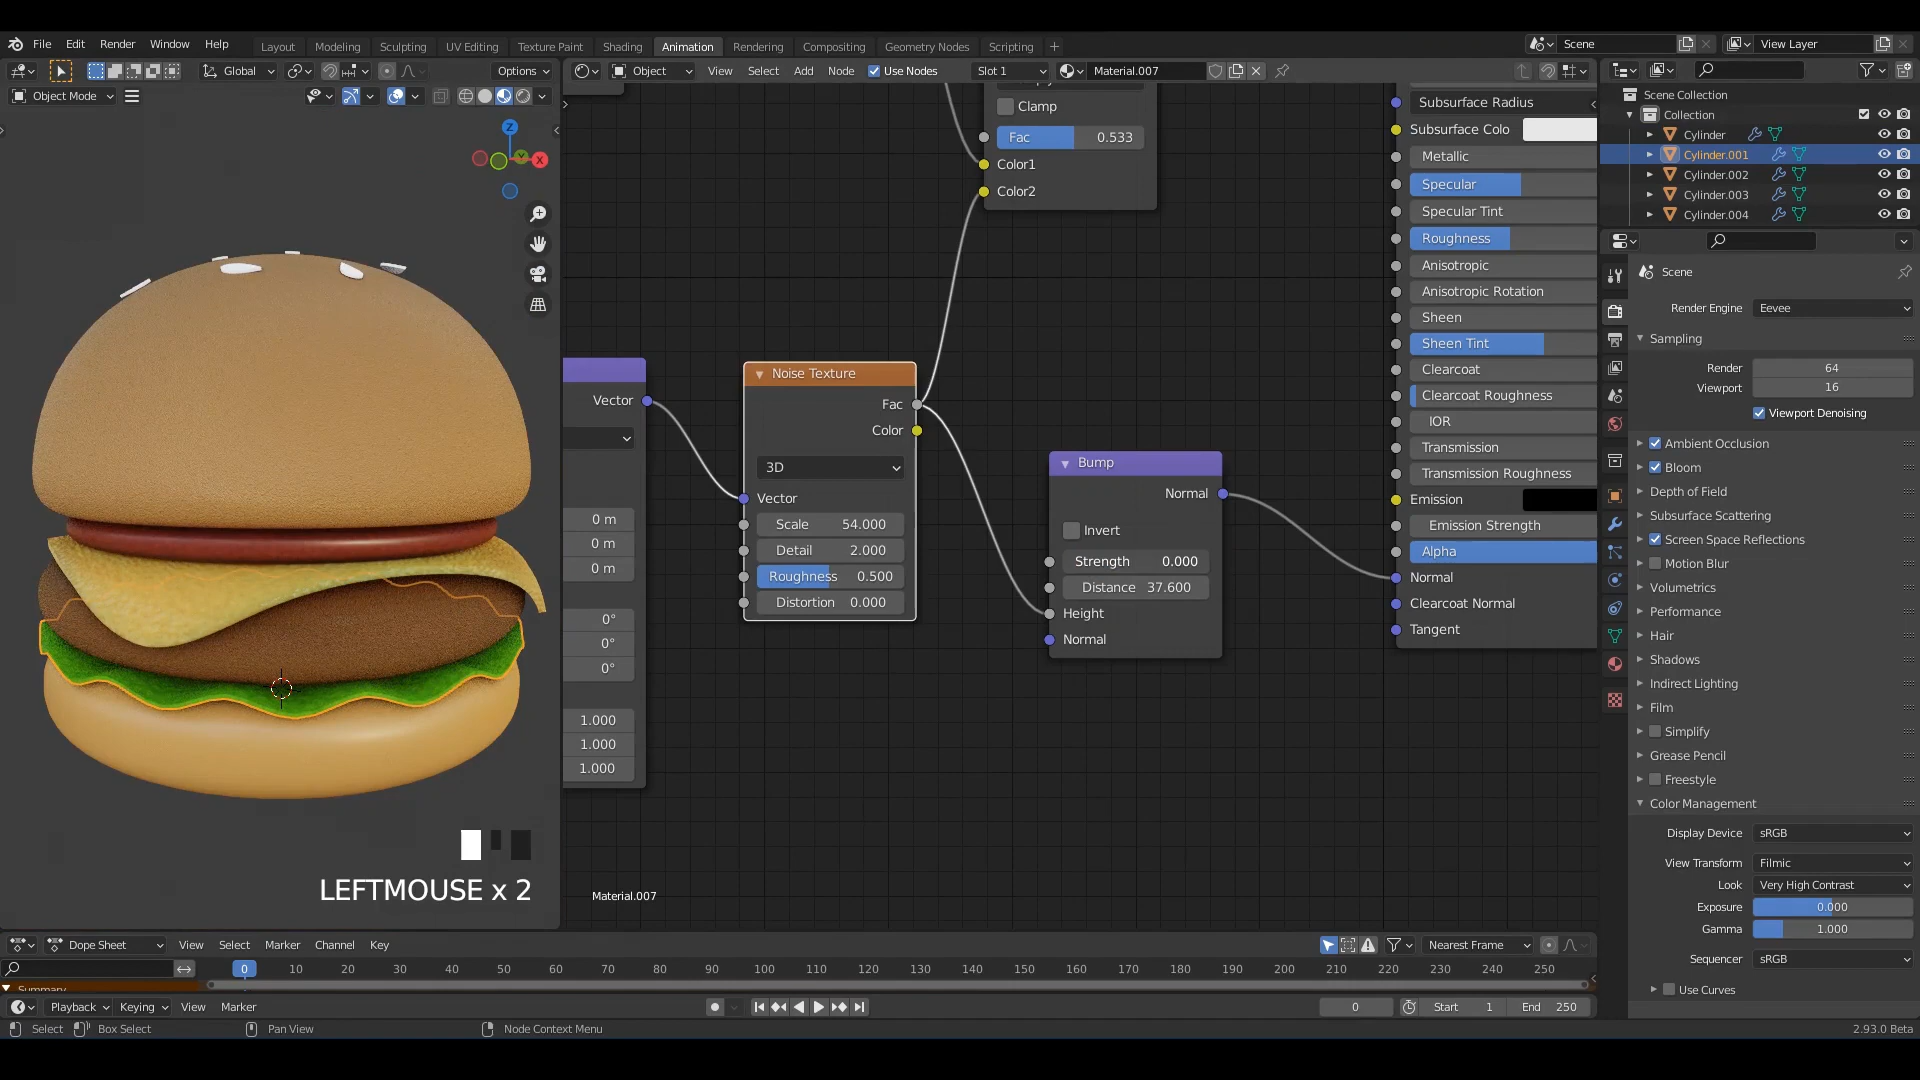 File Edit Render Window Help Layout Modeling Sculpting UV Editing Texture Paint Shading Animation Rendering Compositing Geometry Nodes Scripting + Scene View Layer
Global Options Object View Select Add Node Use Nodes Slot 1 Material.007
Object Mode
Z
Y
X
Clamp
Fac 0.533
Color1
Color2
Vector
0 m
0 m
0 m
0°
0°
0°
1.000
1.000
1.000
Noise Texture
Fac
Color
3D
Vector
Scale 54.000
Detail 2.000
Roughness 0.500
Distortion 0.000
Bump
Normal
Invert
Strength 0.000
Distance 37.600
Height
Normal
Subsurface Radius
Subsurface Colo
Metallic
Specular
Specular Tint
Roughness
Anisotropic
Anisotropic Rotation
Sheen
Sheen Tint
Clearcoat
Clearcoat Roughness
IOR
Transmission
Transmission Roughness
Emission
Emission Strength
Alpha
Normal
Clearcoat Normal
Tangent
Material.007
LEFTMOUSE x 2
Scene Collection
Collection
Cylinder
Cylinder.001
Cylinder.002
Cylinder.003
Cylinder.004
Scene
Render Engine Eevee
Sampling
Render 64
Viewport 16
Viewport Denoising
Ambient Occlusion
Bloom
Depth of Field
Subsurface Scattering
Screen Space Reflections
Motion Blur
Volumetrics
Performance
Hair
Shadows
Indirect Lighting
Film
Simplify
Grease Pencil
Freestyle
Color Management
Display Device sRGB
View Transform Filmic
Look Very High Contrast
Exposure 0.000
Gamma 1.000
Sequencer sRGB
Use Curves
Dope Sheet View Select Marker Channel Key Nearest Frame
0 10 20 30 40 50 60 70 80 90 100 110 120 130 140 150 160 170 180 190 200 210 220 230 240 250
Summary
Playback Keying View Marker 0 Start 1 End 250
Select Box Select Pan View Node Context Menu 2.93.0 Beta